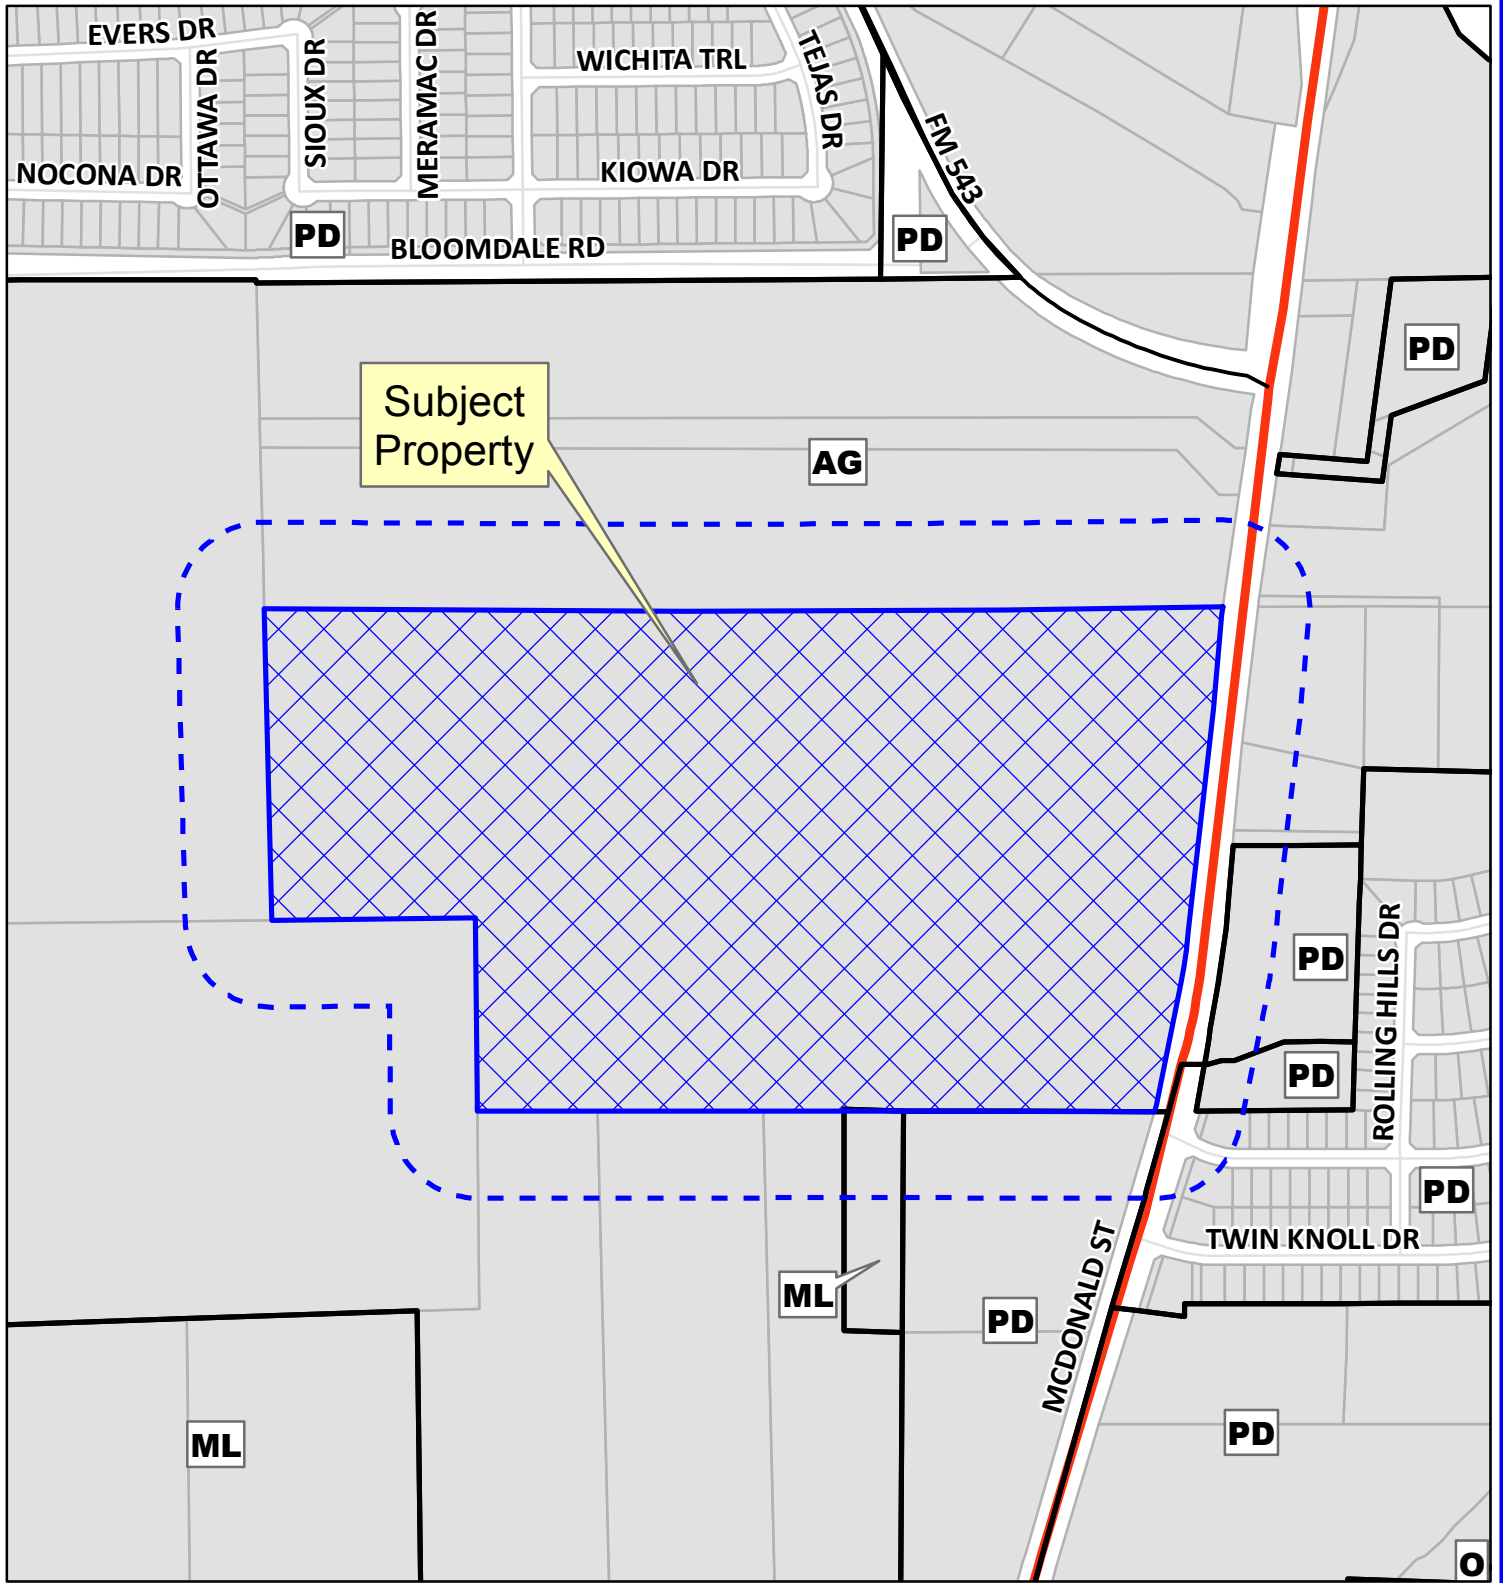 EVERS DR
OTTAWA DR
SIOUX DR
MERAMAC DR
WICHITA TRL
TEJAS DR
FM 543
NOCONA DR
KIOWA DR
PD
BLOOMDALE RD
PD
PD
Subject
Property
AG
PD
ROLLING HILLS DR
PD
PD
TWIN KNOLL DR
MCDONALD ST
ML
PD
ML
PD
O